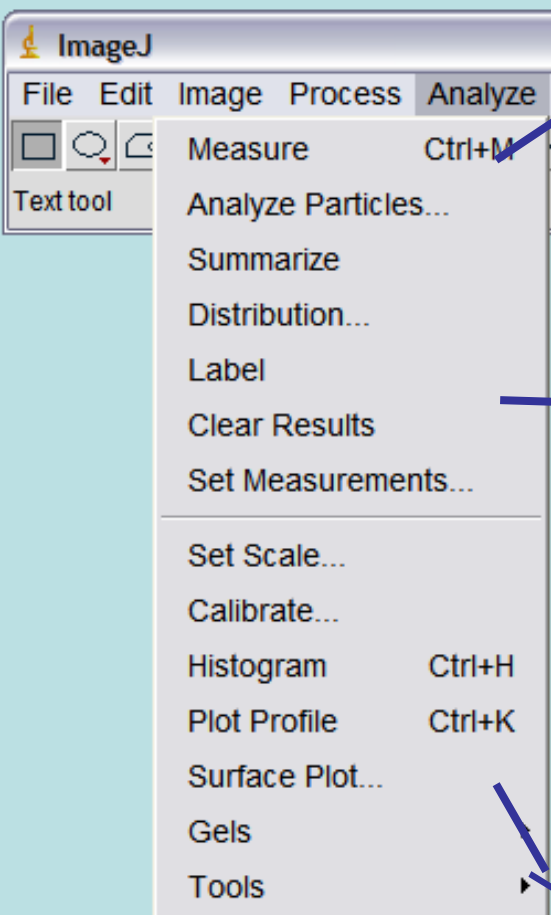 ImageJ
File Edit Image Process Analyze
Text tool
Measure Ctrl+M
Analyze Particles...
Summarize
Distribution...
Label
Clear Results
Set Measurements...
Set Scale...
Calibrate...
Histogram Ctrl+H
Plot Profile Ctrl+K
Surface Plot...
Gels
Tools